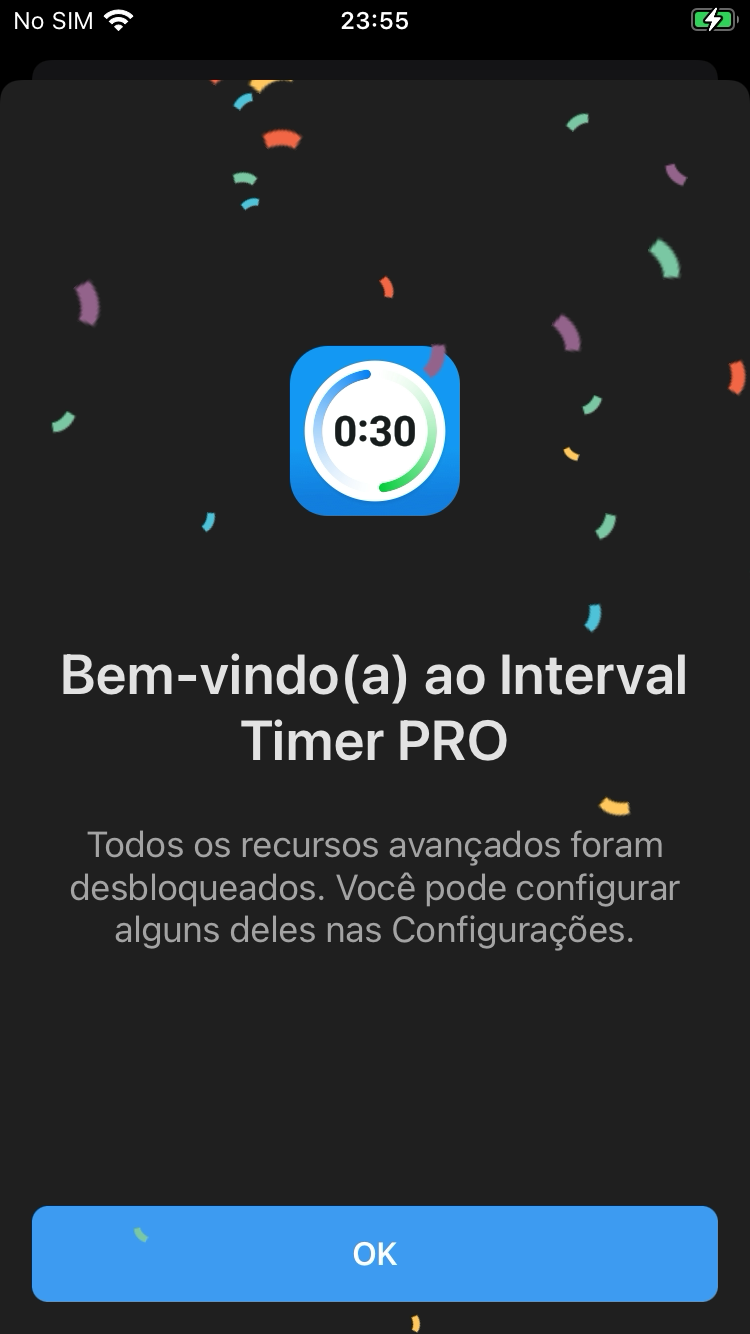 No SIM 23:55
0:30
Bem-vindo(a) ao Interval
Timer PRO
Todos os recursos avançados foram
desbloqueados. Você pode configurar
alguns deles nas Configurações.
OK